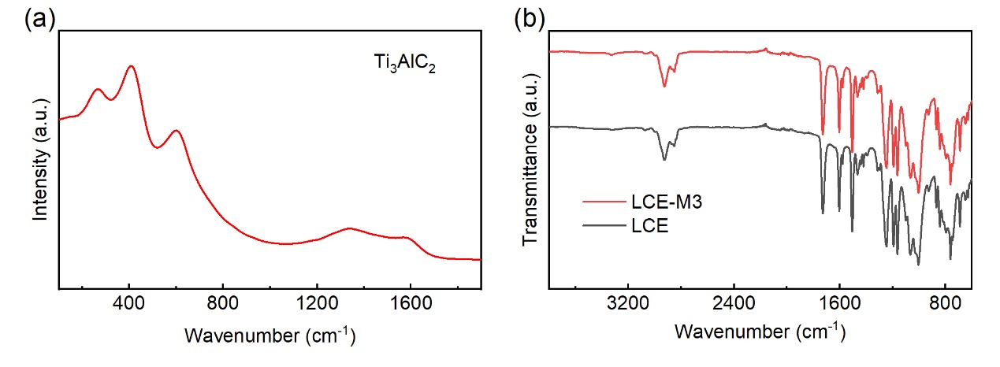 (a)
Ti₃AlC₂
Intensity (a.u.)
400 800 1200 1600
Wavenumber (cm⁻¹)
(b)
LCE-M3
LCE
Transmittance (a.u.)
3200 2400 1600 800
Wavenumber (cm⁻¹)